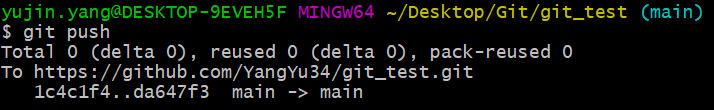 yujin.yang@DESKTOP-9EVEH5F MINGW64 ~/Desktop/Git/git_test (main)
$ git push
Total 0 (delta 0), reused 0 (delta 0), pack-reused 0
To https://github.com/YangYu34/git_test.git
   1c4c1f4..da647f3  main -> main